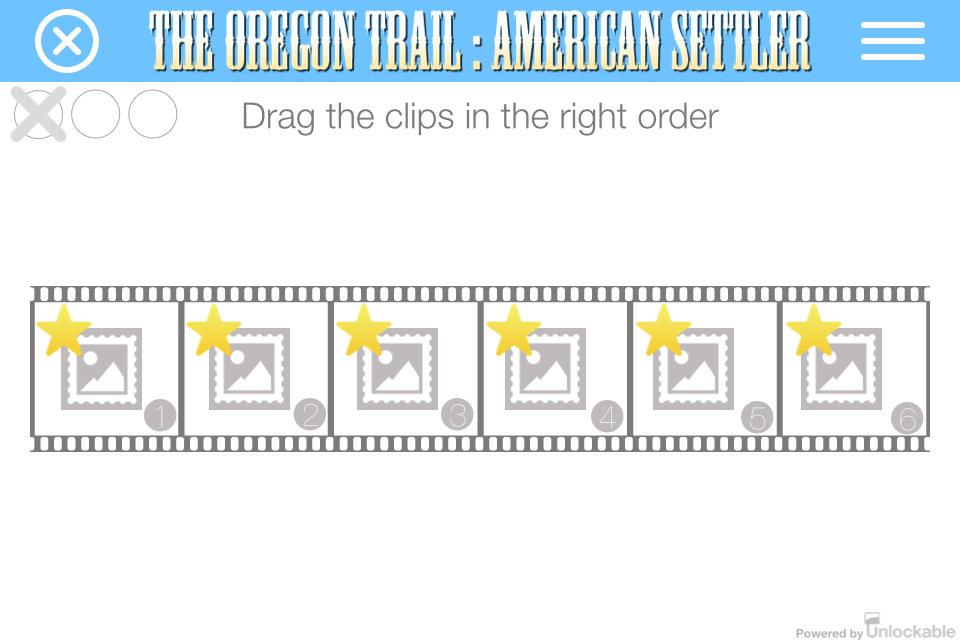 THE OREGON TRAIL : AMERICAN SETTLER
Drag the clips in the right order
1 2 3 4 5 6
Powered by Unlockable